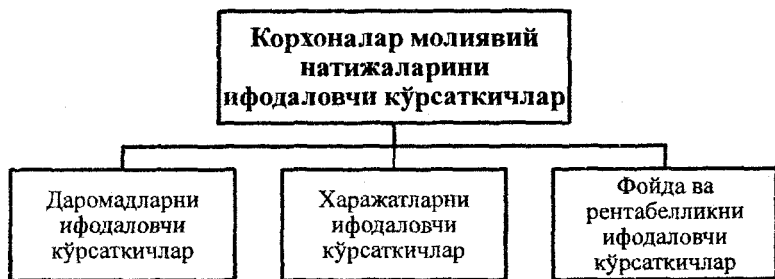 Корхоналар молиявий
натижаларини
ифодаловчи кўрсаткичлар
Даромадларни
ифодаловчи
кўрсаткичлар
Харажатларни
ифодаловчи
кўрсаткичлар
Фойда ва
рентабелликни
ифодаловчи
кўрсаткичлар